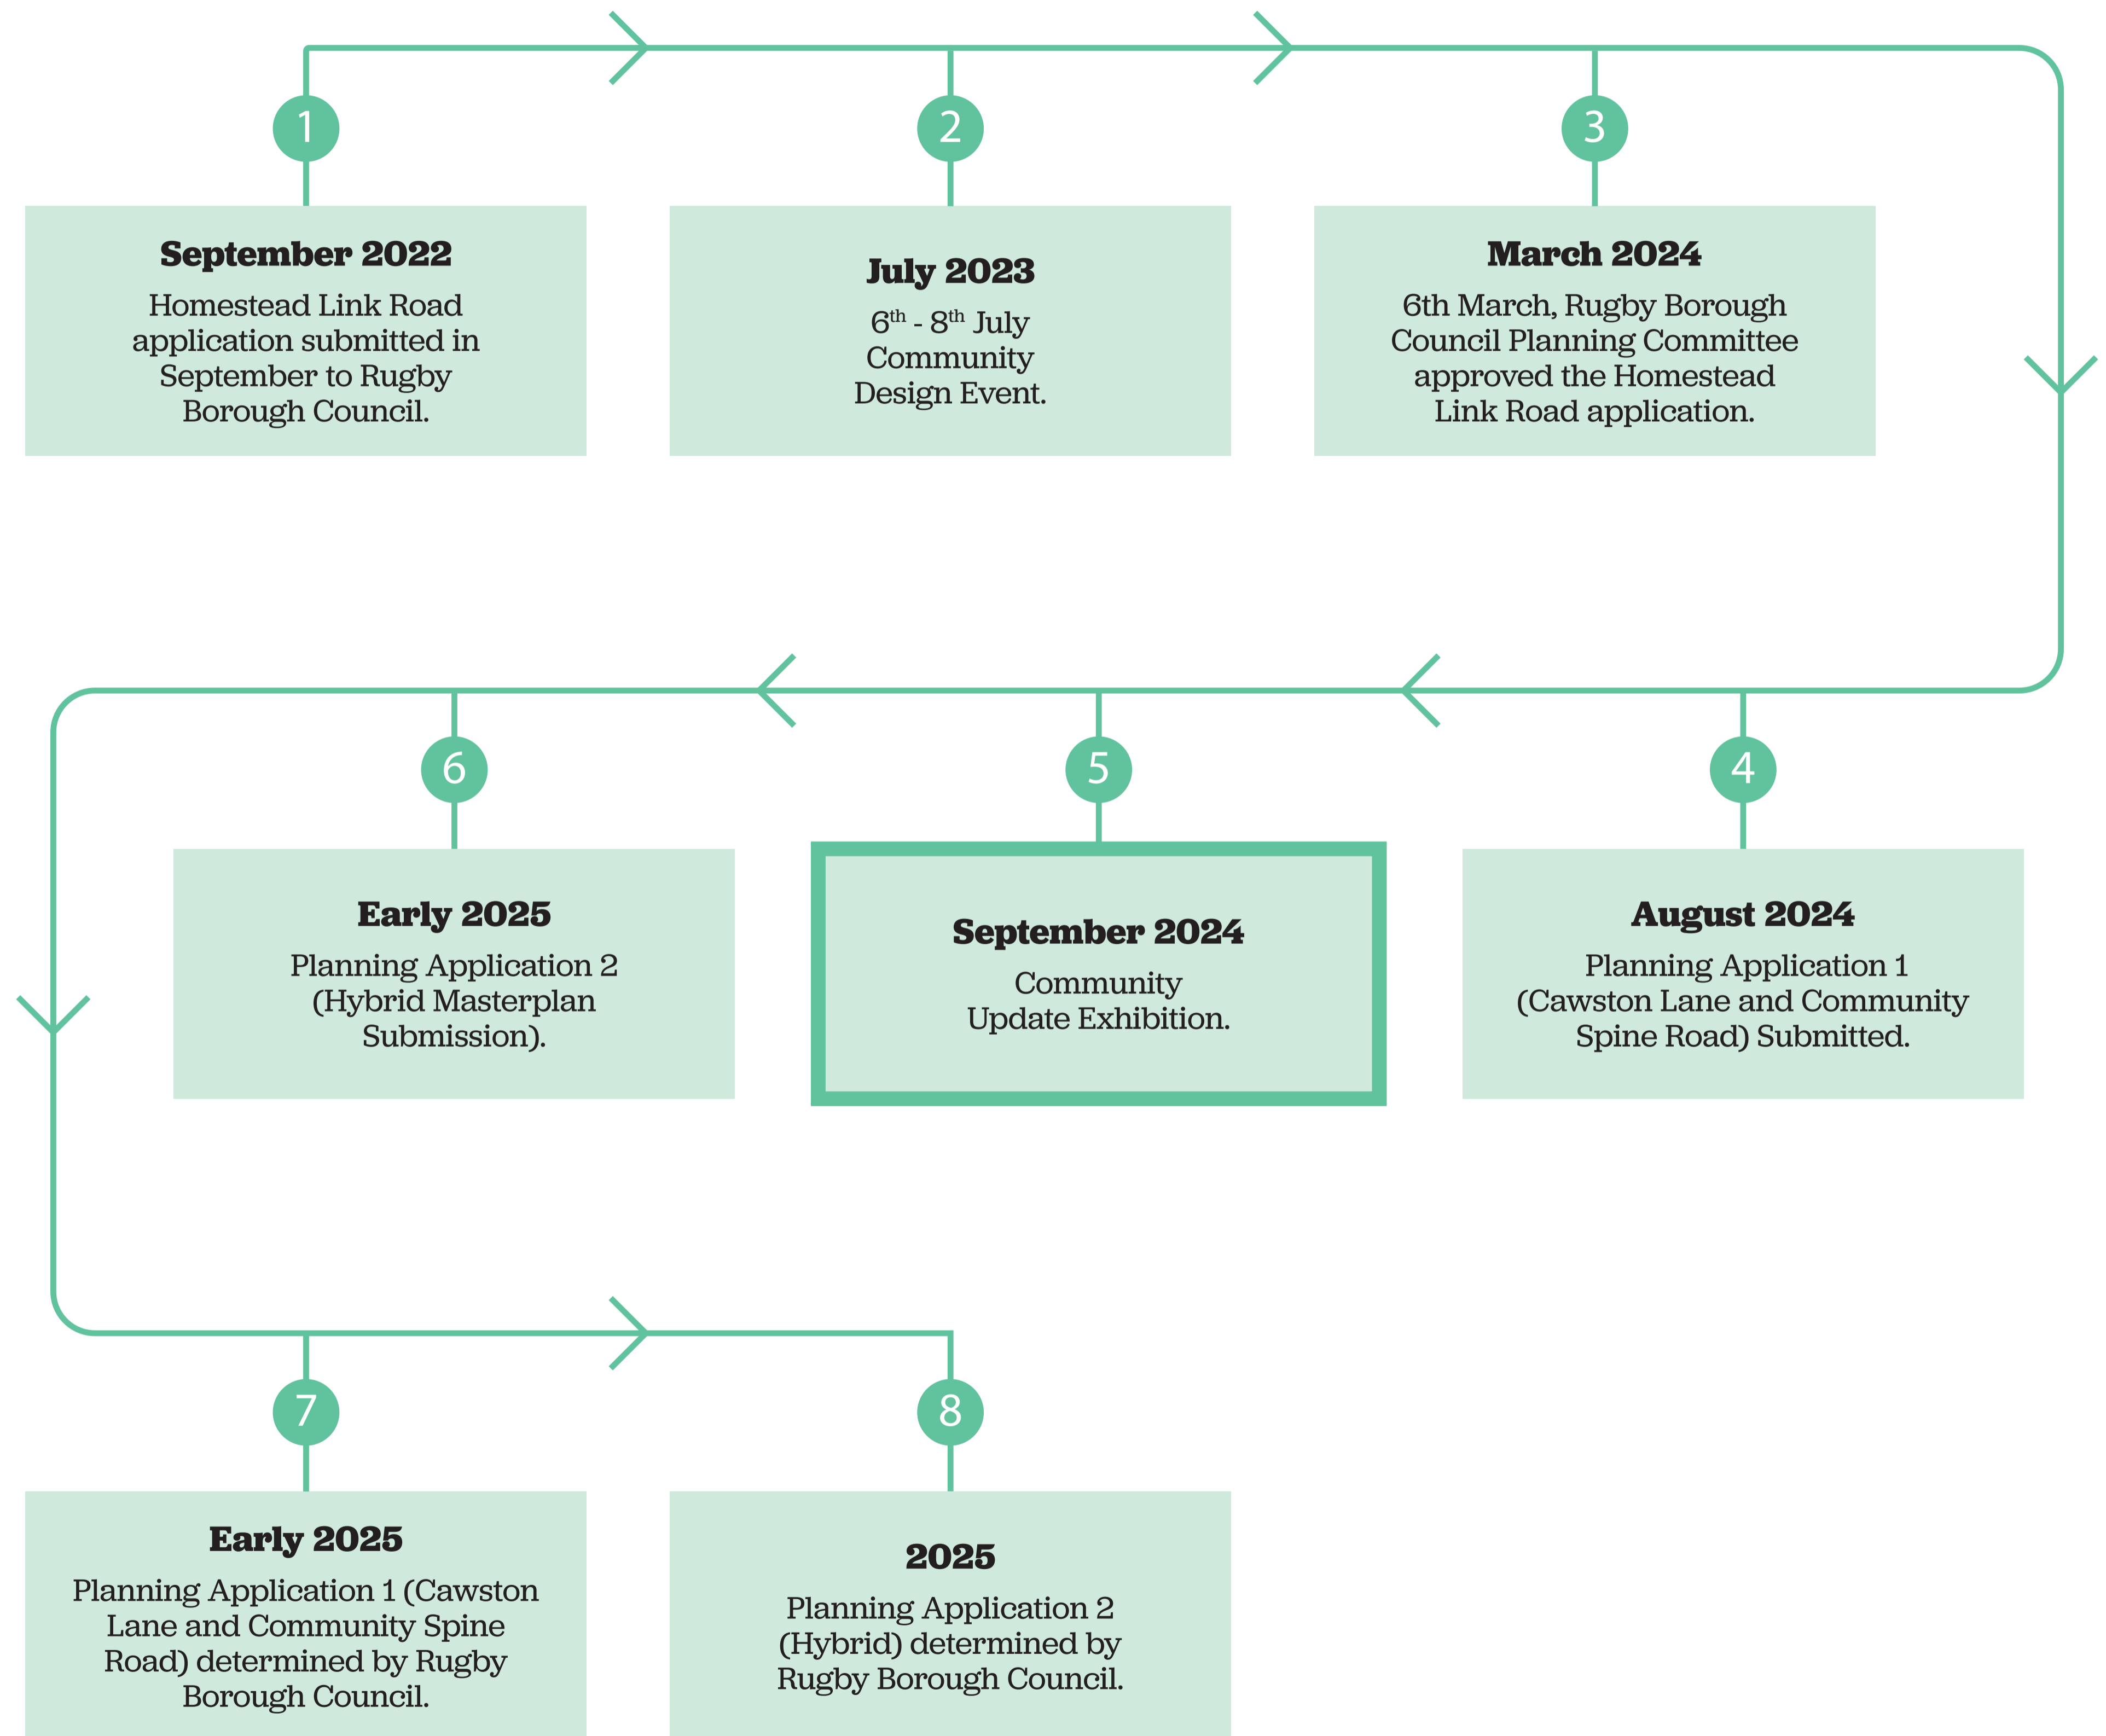 1
September 2022
Homestead Link Road
application submitted in
September to Rugby
Borough Council.
2
July 2023
6th - 8th July
Community
Design Event.
3
March 2024
6th March, Rugby Borough
Council Planning Committee
approved the Homestead
Link Road application.
4
August 2024
Planning Application 1
(Cawston Lane and Community
Spine Road) Submitted.
5
September 2024
Community
Update Exhibition.
6
Early 2025
Planning Application 2
(Hybrid Masterplan
Submission).
7
Early 2025
Planning Application 1 (Cawston
Lane and Community Spine
Road) determined by Rugby
Borough Council.
8
2025
Planning Application 2
(Hybrid) determined by
Rugby Borough Council.